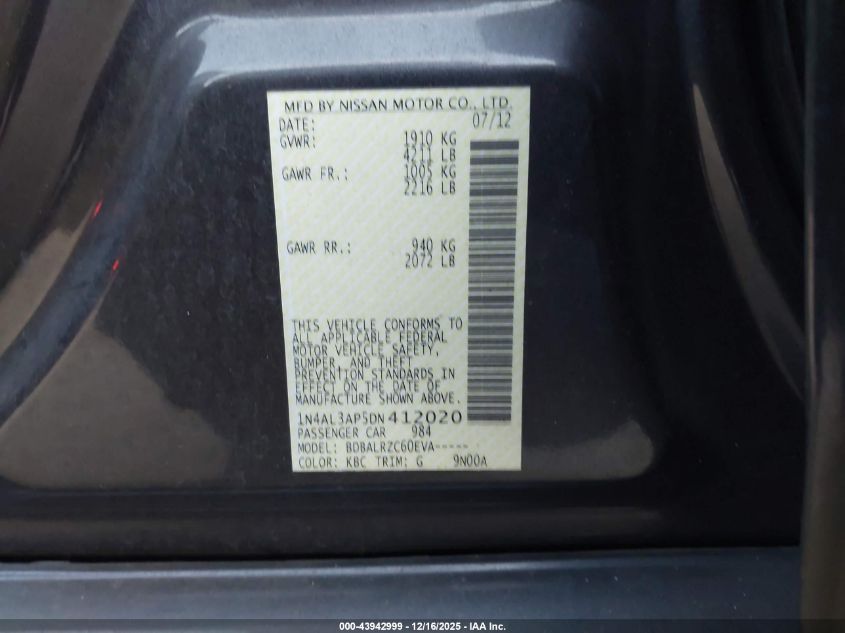 MFD BY NISSAN MOTOR CO., LTD.
DATE: 07/12
GVWR: 1910 KG
4211 LB
GAWR FR.: 1005 KG
2216 LB
GAWR RR.: 940 KG
2072 LB
THIS VEHICLE CONFORMS TO
ALL APPLICABLE FEDERAL
MOTOR VEHICLE SAFETY,
BUMPER, AND THEFT
PREVENTION STANDARDS IN
EFFECT ON THE DATE OF
MANUFACTURE SHOWN ABOVE.
1N4AL3AP5DN412020
PASSENGER CAR 984
MODEL: BDBALRZC60EVA-----
COLOR: KBC TRIM: G 9N00A
000-43942999 - 12/16/2025 - IAA Inc.